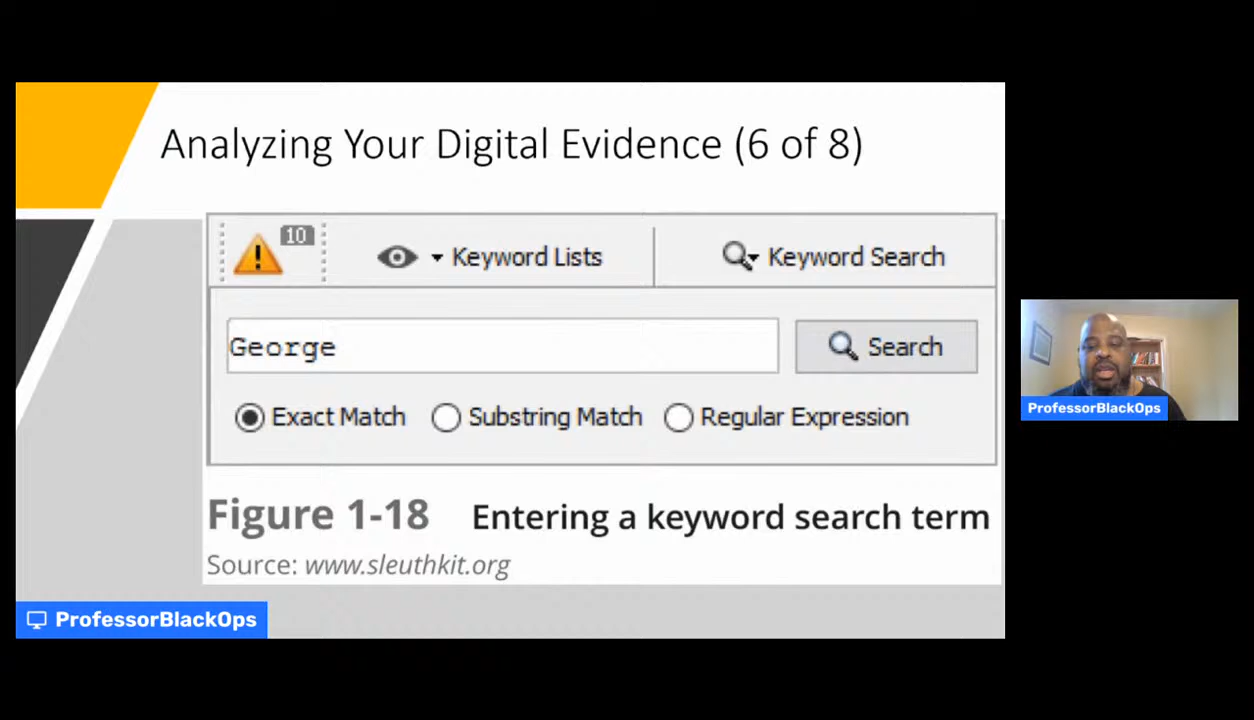 Analyzing Your Digital Evidence (6 of 8)
10
Keyword Lists
Keyword Search
George
Search
Exact Match
Substring Match
Regular Expression
Figure 1-18 Entering a keyword search term
Source: www.sleuthkit.org
ProfessorBlackOps
ProfessorBlackOps